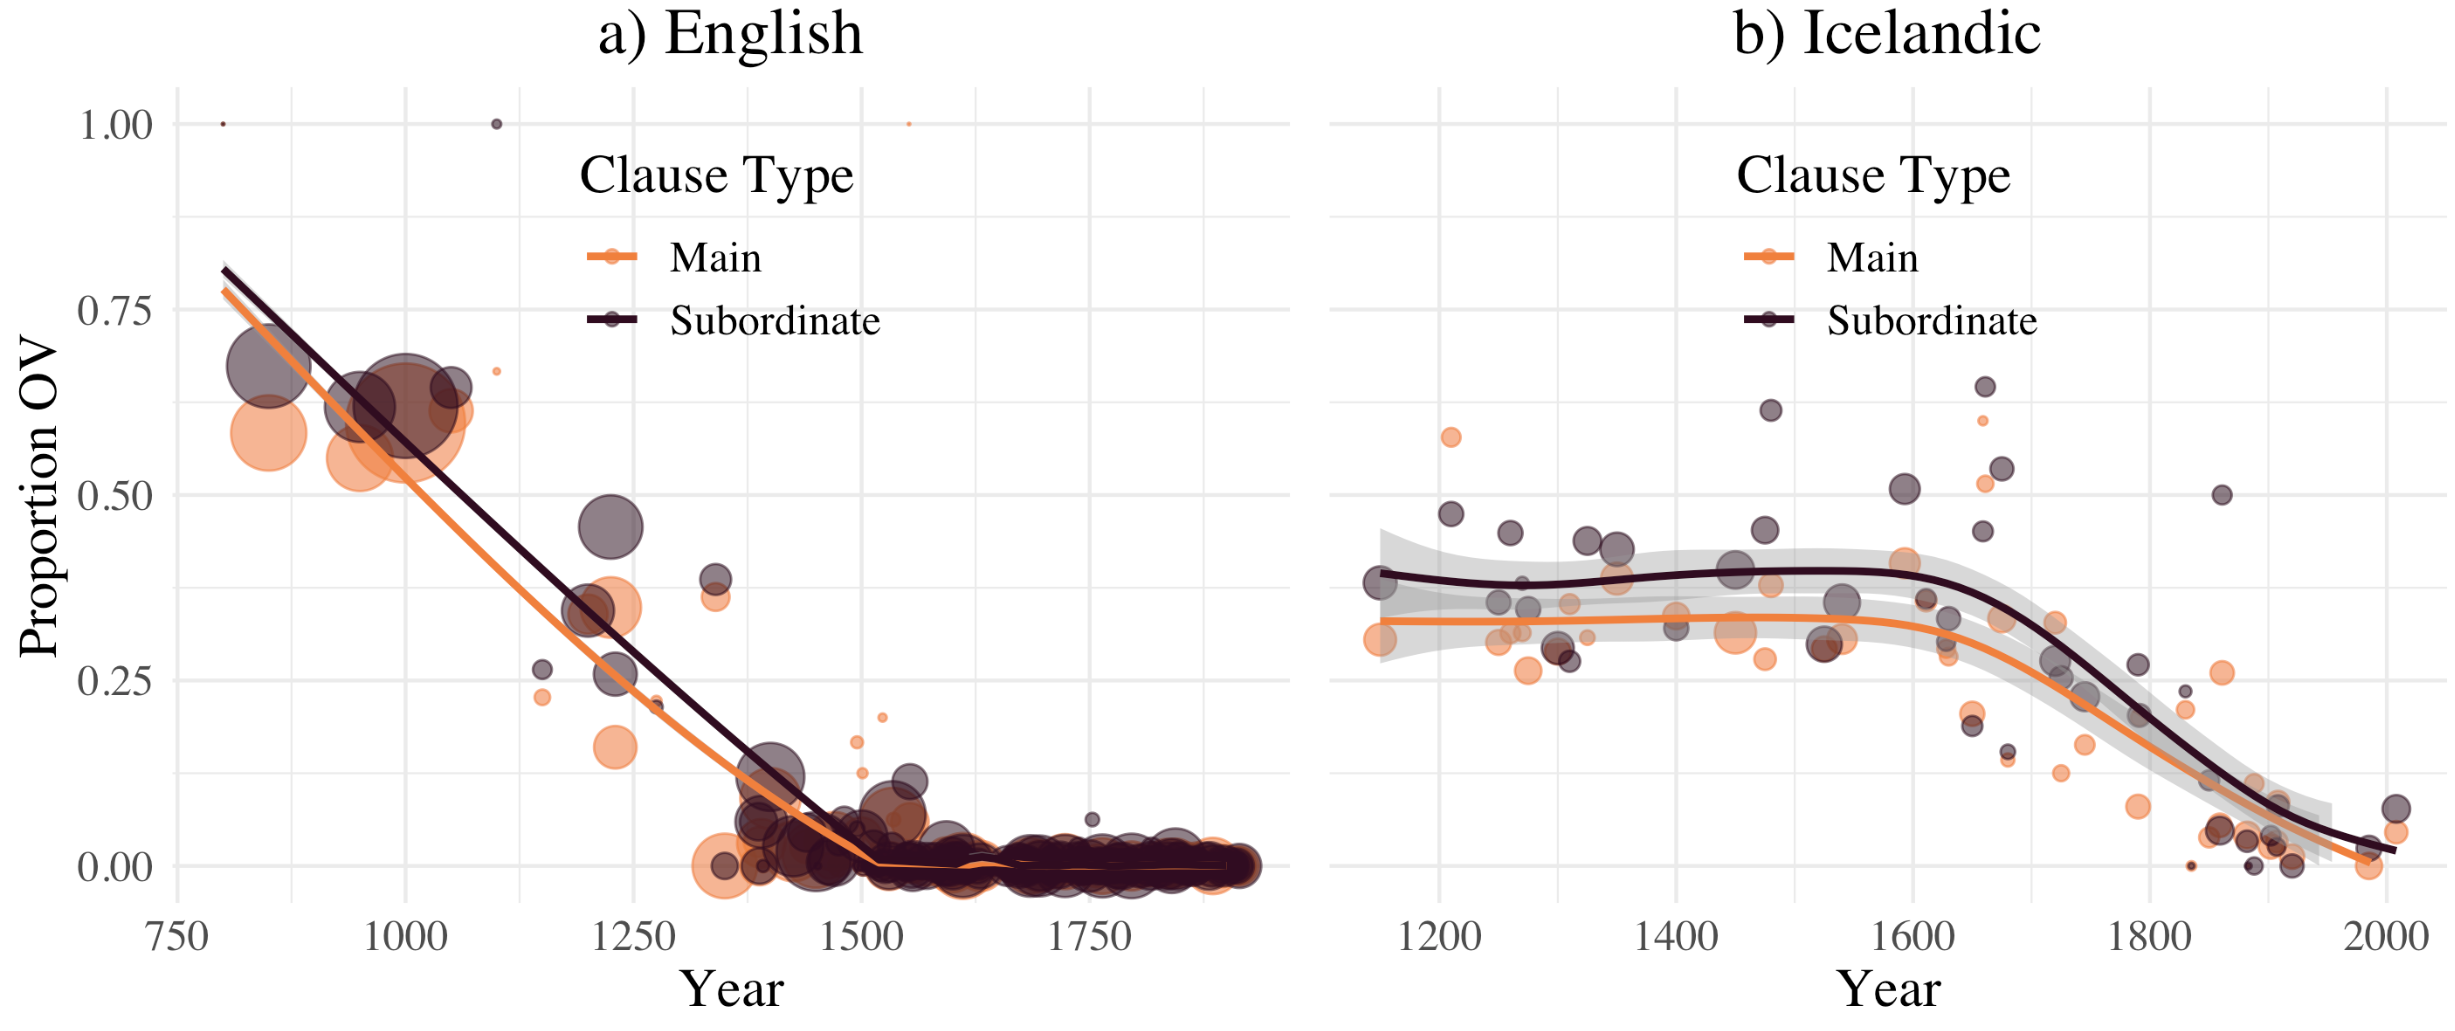 a) English
b) Icelandic
Proportion OV
1.00
0.75
0.50
0.25
0.00
Clause Type
Main
Subordinate
Clause Type
Main
Subordinate
750 1000 1250 1500 1750
1200 1400 1600 1800 2000
Year
Year